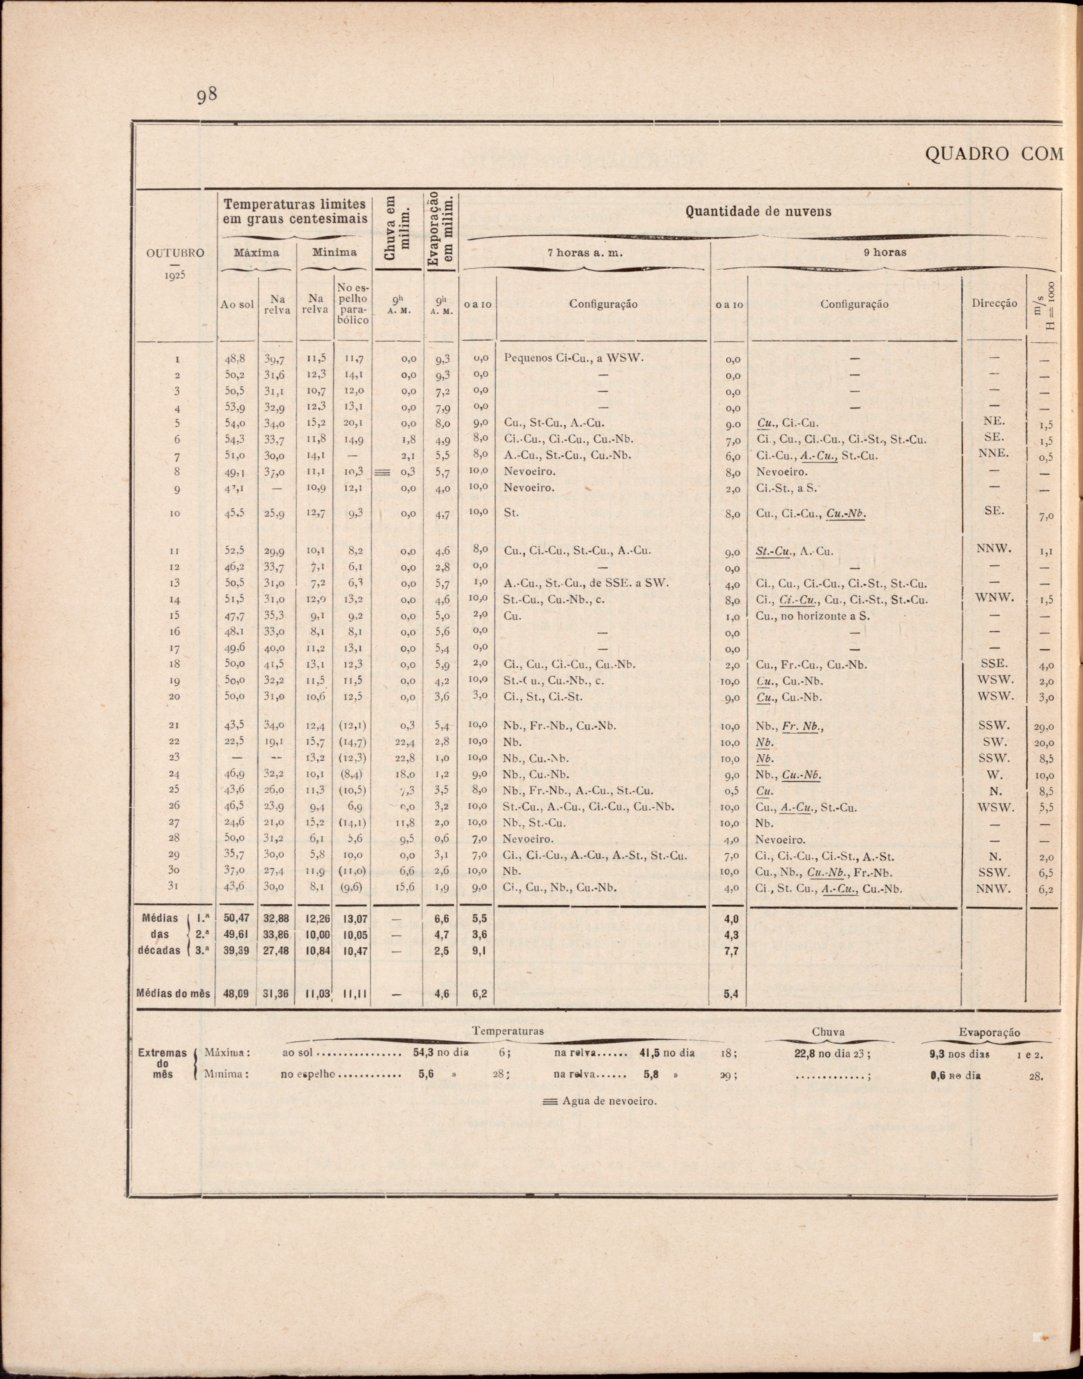 98
QUADRO COM
OUTUBRO
—
1925
Temperaturas limites
em graus centesimais
Chuva em
milim.
Evaporação
em milim.
Quantidade de nuvens
Máxima
Minima
7 horas a. m.
9 horas
Ao sol
Na
relva
Na
relva
No es-
pelho
para-
bólico
9ʰ
A. M.
9ʰ
A. M.
0 a 10
Configuração
0 a 10
Configuração
Direcção
m/s
H = 1000
1 48,8 39,7 11,5 11,7 0,0 9,3 0,0 Pequenos Ci-Cu., a WSW. 0,0 — — —
2 50,2 31,6 12,3 14,1 0,0 9,3 0,0 — 0,0 — — —
3 50,5 31,1 10,7 12,0 0,0 7,2 0,0 — 0,0 — — —
4 53,9 32,9 12,3 13,1 0,0 7,9 0,0 — 0,0 — — —
5 54,0 34,0 15,2 20,1 0,0 8,0 9,0 Cu., St-Cu., A.-Cu. 9,0 Cu., Ci.-Cu. NE. 1,5
6 54,3 33,7 11,8 14,9 1,8 4,9 8,0 Ci.-Cu., Ci.-Cu., Cu.-Nb. 7,0 Ci., Cu., Ci.-Cu., Ci.-St., St.-Cu. SE. 1,5
7 51,0 30,0 14,1 — 2,1 5,5 8,0 A.-Cu., St.-Cu., Cu.-Nb. 6,0 Ci.-Cu., A.-Cu., St.-Cu. NNE. 0,5
8 49,1 37,0 11,1 10,3 ≡ 0,3 5,7 10,0 Nevoeiro. 8,0 Nevoeiro. — —
9 — 10,9 12,1 0,0 4,0 10,0 Nevoeiro. 2,0 Ci.-St., a S. — —
10 45,5 25,9 12,7 9,3 0,0 4,7 10,0 St. 8,0 Cu., Ci.-Cu., Cu.-Nb. SE. 7,0
11 52,5 29,9 10,1 8,2 0,0 4,6 8,0 Cu., Ci.-Cu., St.-Cu., A.-Cu. 9,0 St.-Cu., A.-Cu. NNW. 1,1
12 46,2 33,7 7,1 6,1 0,0 2,8 0,0 — 0,0 — — —
13 50,5 31,0 7,2 6,3 0,0 5,7 1,0 A.-Cu., St.-Cu., de SSE. a SW. 4,0 Ci., Cu., Ci.-Cu., Ci.-St., St.-Cu. — —
14 51,5 31,0 12,0 13,2 0,0 4,6 10,0 St.-Cu., Cu.-Nb., c. 8,0 Ci., Ci.-Cu., Cu., Ci.-St., St.-Cu. WNW. 1,5
15 47,7 35,3 9,1 9,2 0,0 5,0 2,0 Cu. 1,0 Cu., no horizonte a S. — —
16 48,1 33,0 8,1 8,1 0,0 5,6 0,0 — 0,0 — — —
17 49,6 40,0 11,2 13,1 0,0 5,4 0,0 — 0,0 — — —
18 50,0 41,5 13,1 12,3 0,0 5,9 2,0 Ci., Cu., Ci.-Cu., Cu.-Nb. 2,0 Cu., Fr.-Cu., Cu.-Nb. SSE. 4,0
19 50,0 32,2 11,5 11,5 0,0 4,2 10,0 St.-Cu., Cu.-Nb., c. 10,0 Cu., Cu.-Nb. WSW. 2,0
20 50,0 31,0 10,6 12,5 0,0 3,6 3,0 Ci., St., Ci.-St. 9,0 Cu., Cu.-Nb. WSW. 3,0
21 43,5 34,0 12,4 (12,1) 0,3 5,4 10,0 Nb., Fr.-Nb., Cu.-Nb. 10,0 Nb., Fr. Nb., SSW. 29,0
22 22,5 19,1 15,7 (14,7) 22,4 2,8 10,0 Nb. 10,0 Nb. SW. 20,0
23 — — 13,2 (12,3) 22,8 1,0 10,0 Nb., Cu.-Nb. 10,0 Nb. SSW. 8,5
24 46,9 32,2 10,1 (8,4) 18,0 1,2 9,0 Nb., Cu.-Nb. 9,0 Nb., Cu.-Nb. W. 10,0
25 43,6 26,0 11,3 (10,5) 7,3 3,5 8,0 Nb., Fr.-Nb., A.-Cu., St.-Cu. 0,5 Cu. N. 8,5
26 46,5 23,9 9,4 6,9 0,0 3,2 10,0 St.-Cu., A.-Cu., Ci.-Cu., Cu.-Nb. 10,0 Cu., A.-Cu., St.-Cu. WSW. 5,5
27 24,6 21,0 15,2 (14,1) 11,8 2,0 10,0 Nb., St.-Cu. 10,0 Nb. — —
28 50,0 31,2 6,1 5,6 9,5 0,6 7,0 Nevoeiro. 4,0 Nevoeiro. — —
29 35,7 30,0 5,8 10,0 0,0 3,1 7,0 Ci., Ci.-Cu., A.-Cu., A.-St., St.-Cu. 7,0 Ci., Ci.-Cu., Ci.-St., A.-St. N. 2,0
30 37,0 27,4 11,9 (11,0) 6,6 2,6 10,0 Nb. 10,0 Cu., Nb., Cu.-Nb., Fr.-Nb. SSW. 6,5
31 43,6 30,0 8,1 (9,6) 15,6 1,9 9,0 Ci., Cu., Nb., Cu.-Nb. 4,0 Ci., St. Cu., A.-Cu., Cu.-Nb. NNW. 6,2
Médias 1.ª 50,47 32,88 12,26 13,07 — 6,6 5,5 4,0
das 2.ª 49,61 33,86 10,00 10,05 — 4,7 3,6 4,3
décadas 3.ª 39,39 27,48 10,84 10,47 — 2,5 9,1 7,7
Médias do mês 48,09 31,36 11,03 11,11 — 4,6 6,2 5,4
Temperaturas Chuva Evaporação
Extremas
do
mês
Máxima: ao sol ................ 54,3 no dia 6; na relva...... 41,5 no dia 18; 22,8 no dia 23; 9,3 nos dias 1 e 2.
Minima: no espelho............ 5,6 » 28; na relva...... 5,8 » 29; .............; 0,6 no dia 28.
≡ Agua de nevoeiro.